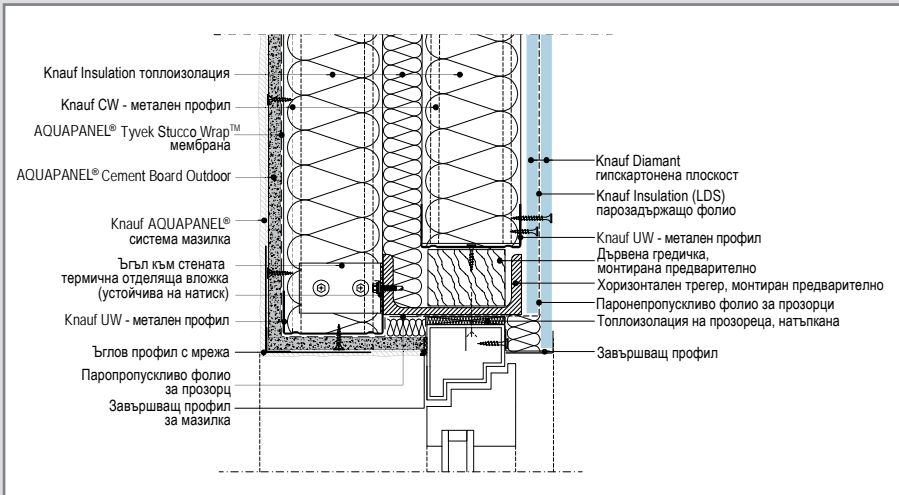 Knauf Insulation топлоизолация
Knauf CW - метален профил
AQUAPANEL® Tyvek Stucco Wrap™
мембрана
AQUAPANEL® Cement Board Outdoor
Knauf AQUAPANEL®
система мазилка
Ъгъл към стената
термична отделяща вложка
(устойчива на натиск)
Knauf UW - метален профил
Ъглов профил с мрежа
Паропропускливо фолио
за прозорц
Завършващ профил
за мазилка
Knauf Diamant
гипскартонена плоскост
Knauf Insulation (LDS)
парозадържащо фолио
Knauf UW - метален профил
Дървена гредичка,
монтирана предварително
Хоризонтален трегер, монтиран предварително
Паронепропускливо фолио за прозорци
Топлоизолация на прозореца, натъпкана
Завършващ профил